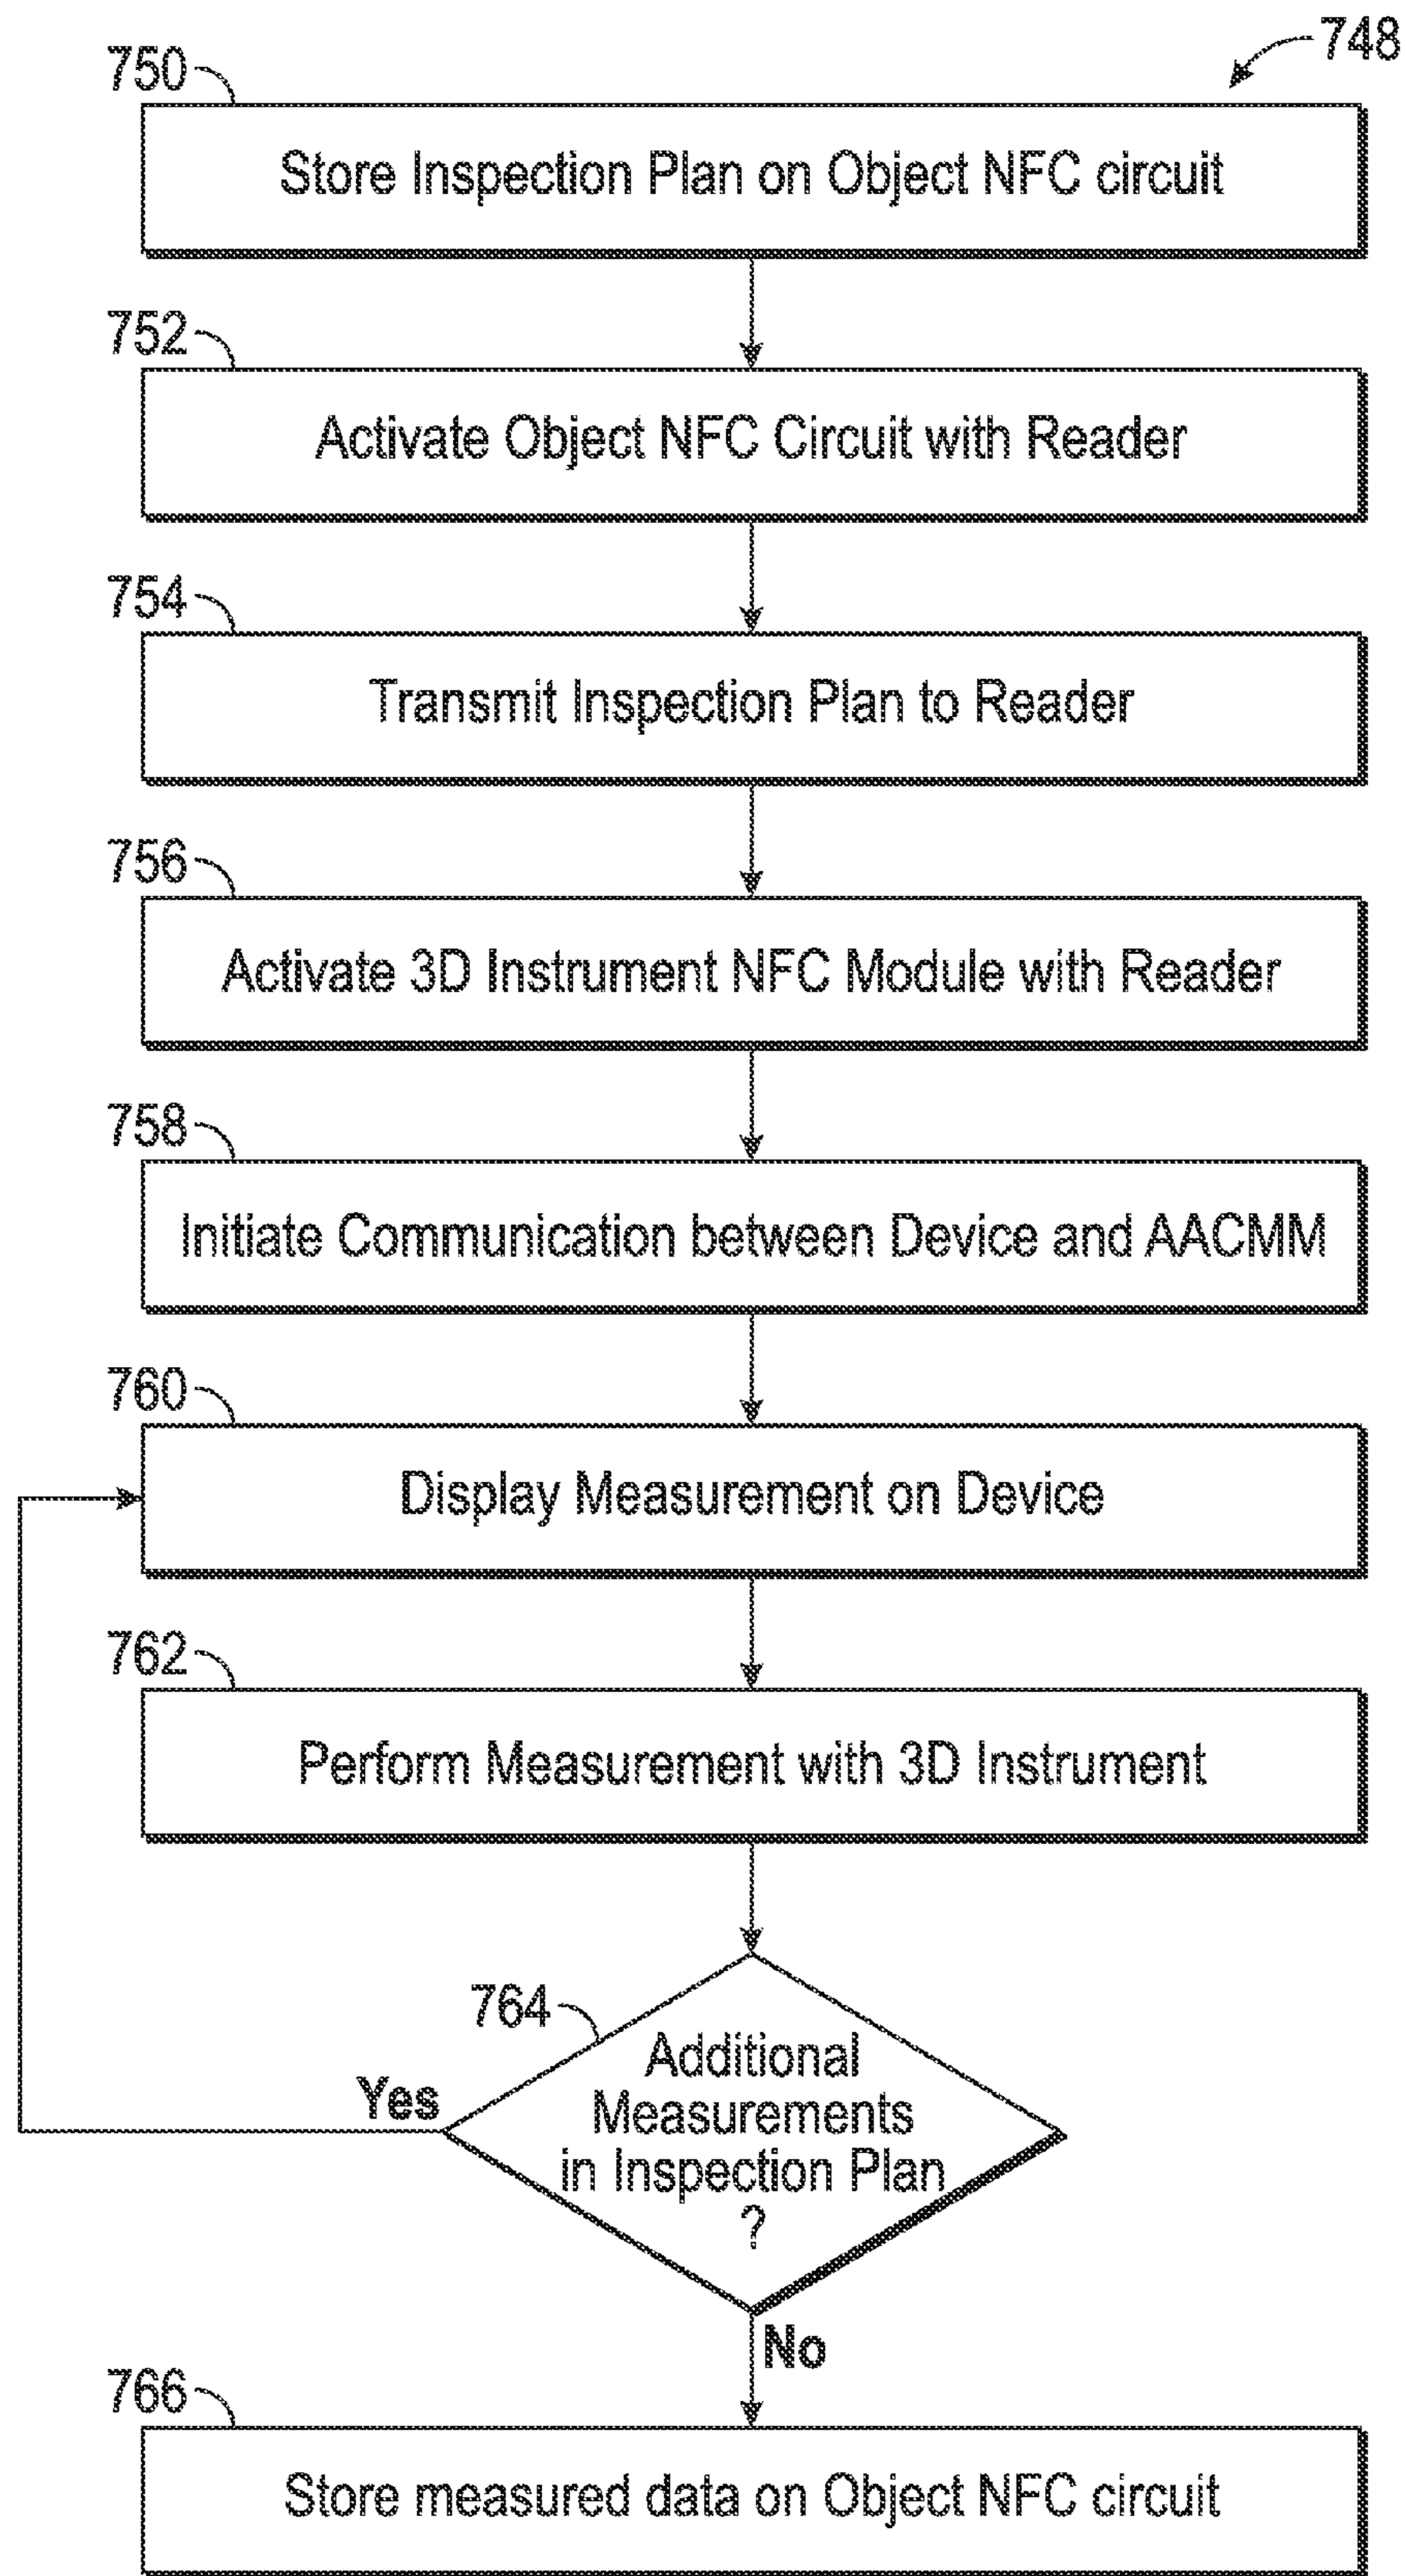 748
750
Store Inspection Plan on Object NFC circuit
752
Activate Object NFC Circuit with Reader
754
Transmit Inspection Plan to Reader
756
Activate 3D Instrument NFC Module with Reader
758
Initiate Communication between Device and AACMM
760
Display Measurement on Device
762
Perform Measurement with 3D Instrument
764
Additional
Measurements
in Inspection Plan
?
Yes
No
766
Store measured data on Object NFC circuit